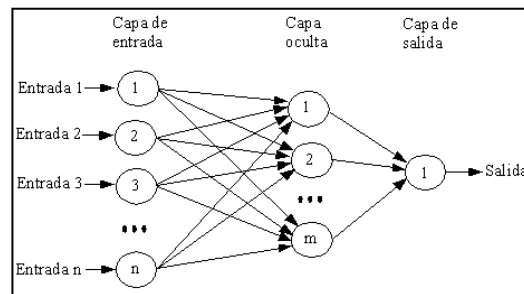 Capa de
entrada
Capa
oculta
Capa de
salida
Entrada 1
1
Entrada 2
2
Entrada 3
3
...
Entrada n
n
1
2
...
m
1
Salida